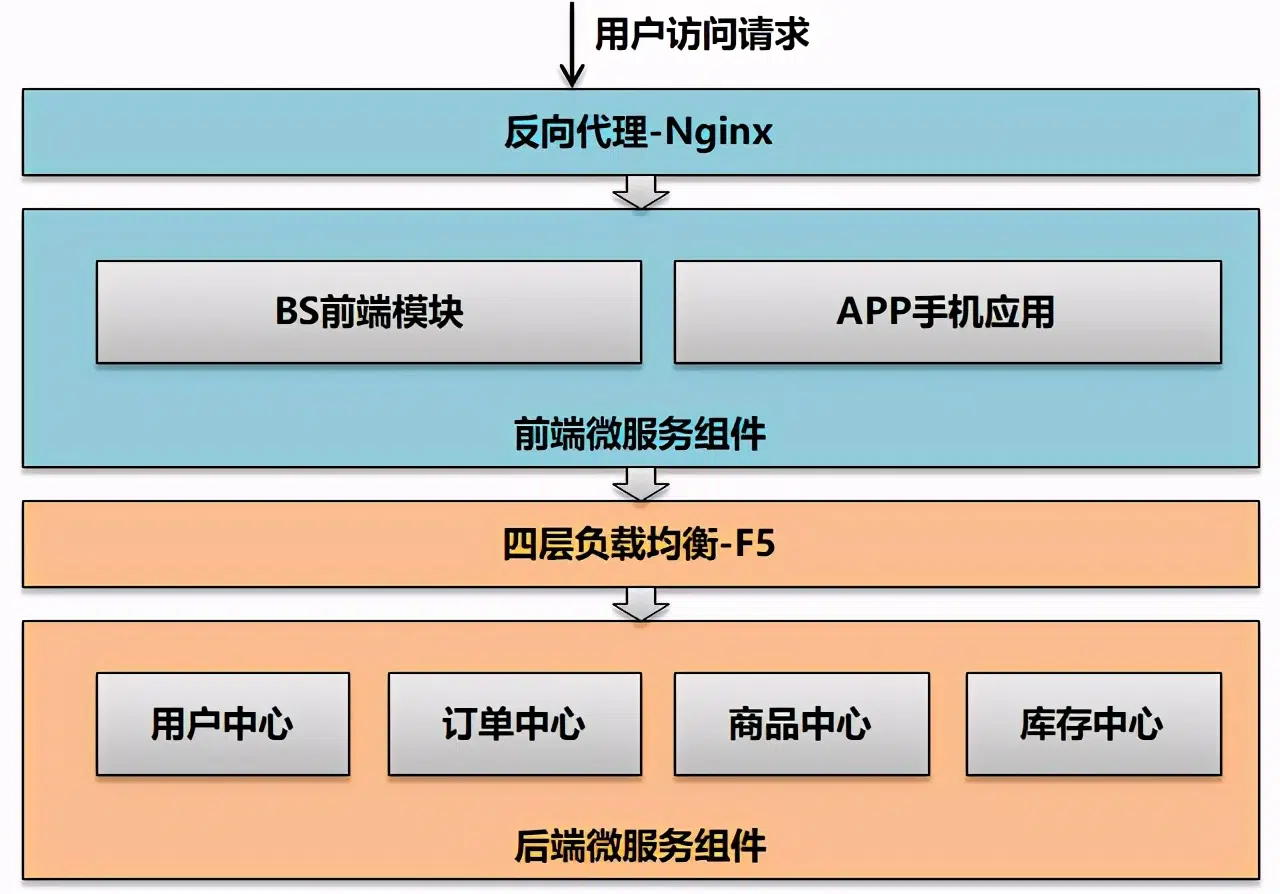 用户访问请求
反向代理-Nginx
BS前端模块
APP手机应用
前端微服务组件
四层负载均衡-F5
用户中心
订单中心
商品中心
库存中心
后端微服务组件